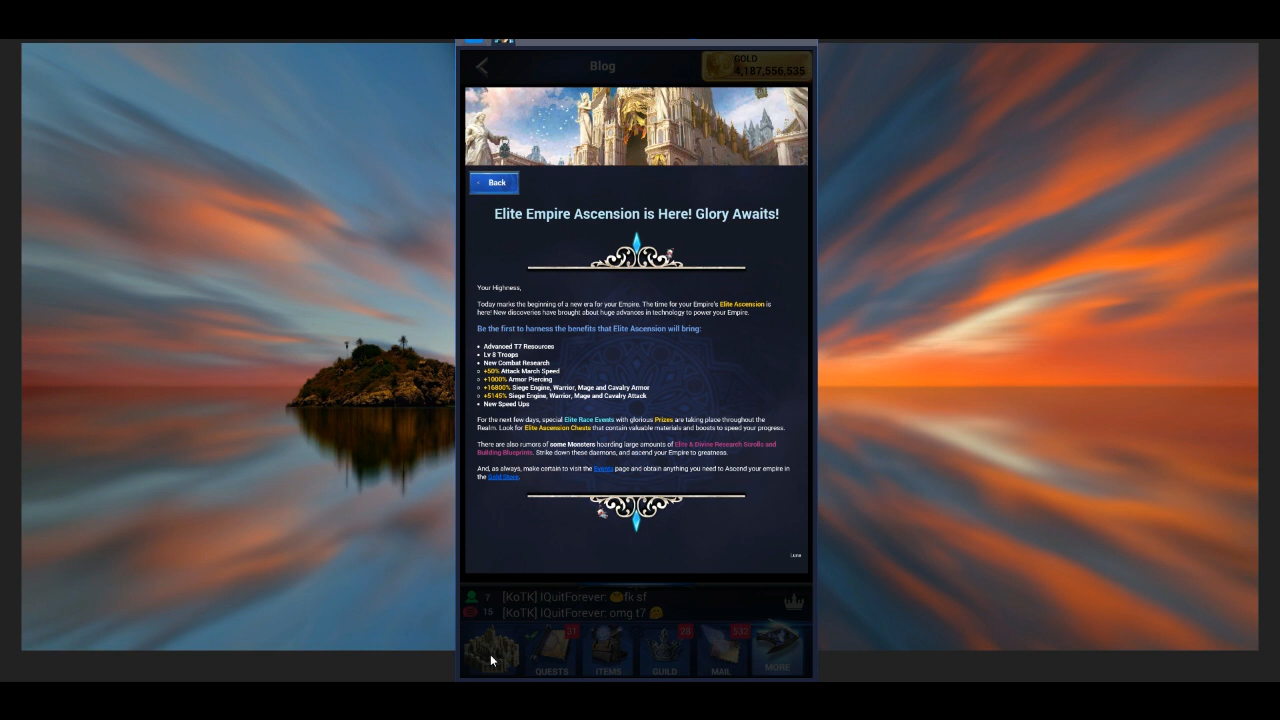 Blog
GOLD
4,187,556,535
Back
Elite Empire Ascension is Here! Glory Awaits!
Your Highness,
Today marks the beginning of a new era for your Empire. The time for your Empire's Elite Ascension is
here! New discoveries have brought about huge advances in technology to power your Empire.
Be the first to harness the benefits that Elite Ascension will bring:
Advanced T7 Resources
Lv 8 Troops
New Combat Research
+50% Attack March Speed
+1000% Armor Piercing
+16800% Siege Engine, Warrior, Mage and Cavalry Armor
+5145% Siege Engine, Warrior, Mage and Cavalry Attack
New Speed Ups
For the next few days, special Elite Race Events with glorious Prizes are taking place throughout the
Realm. Look for Elite Ascension Chests that contain valuable materials and boosts to speed your progress.
There are also rumors of some Monsters hoarding large amounts of Elite & Divine Research Scrolls and
Building Blueprints. Strike down these daemons, and ascend your Empire to greatness.
And, as always, make certain to visit the Events page and obtain anything you need to Ascend your empire in
the Gold Store.
Luna
7 [KoTK] IQuitForever: fk sf
15 [KoTK] IQuitForever: omg t7
31 28 532
QUESTS ITEMS GUILD MAIL MORE